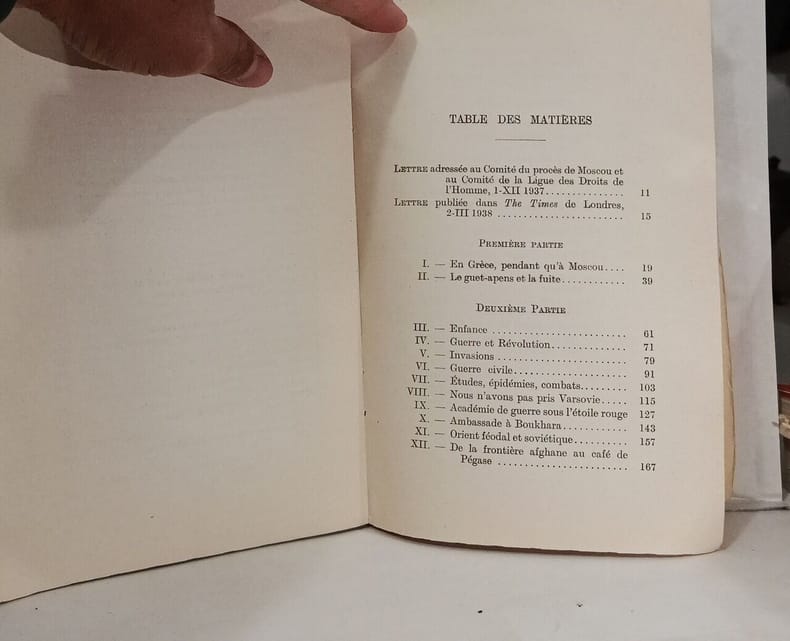 TABLE DES MATIÈRES
LETTRE adressée au Comité du procès de Moscou et
au Comité de la Ligue des Droits de
l'Homme, 1-XII 1937.............. 11
LETTRE publiée dans The Times de Londres,
2-III 1938 ........................ 15
PREMIÈRE PARTIE
I. — En Grèce, pendant qu'à Moscou.... 19
II. — Le guet-apens et la fuite............ 39
DEUXIÈME PARTIE
III. — Enfance .......................... 61
IV. — Guerre et Révolution.............. 71
V. — Invasions ........................ 79
VI. — Guerre civile..................... 91
VII. — Études, épidémies, combats......... 103
VIII. — Nous n'avons pas pris Varsovie..... 115
IX. — Académie de guerre sous l'étoile rouge 127
X. — Ambassade à Boukhara............ 143
XI. — Orient féodal et soviétique.......... 157
XII. — De la frontière afghane au café de
Pégase ......................... 167